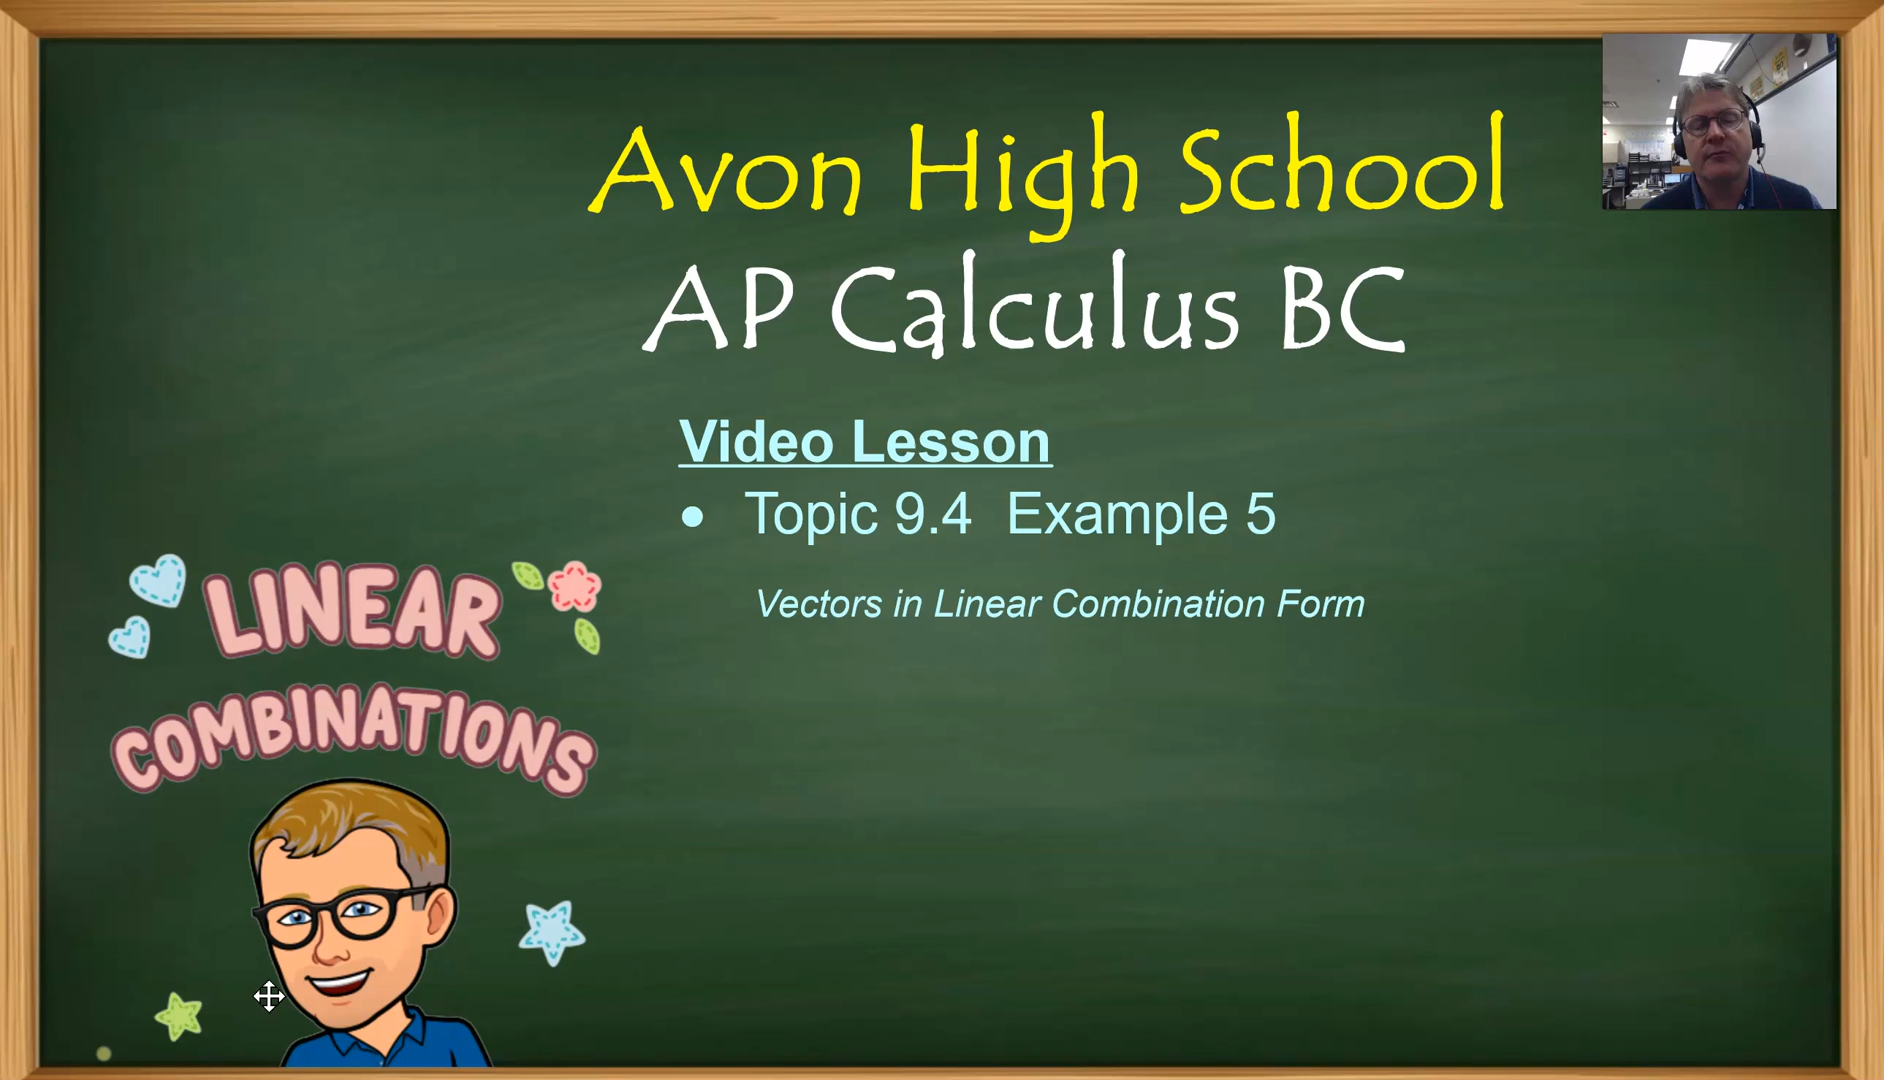 Avon High School
AP Calculus BC
Video Lesson
● Topic 9.4 Example 5
Vectors in Linear Combination Form
LINEAR
COMBINATIONS